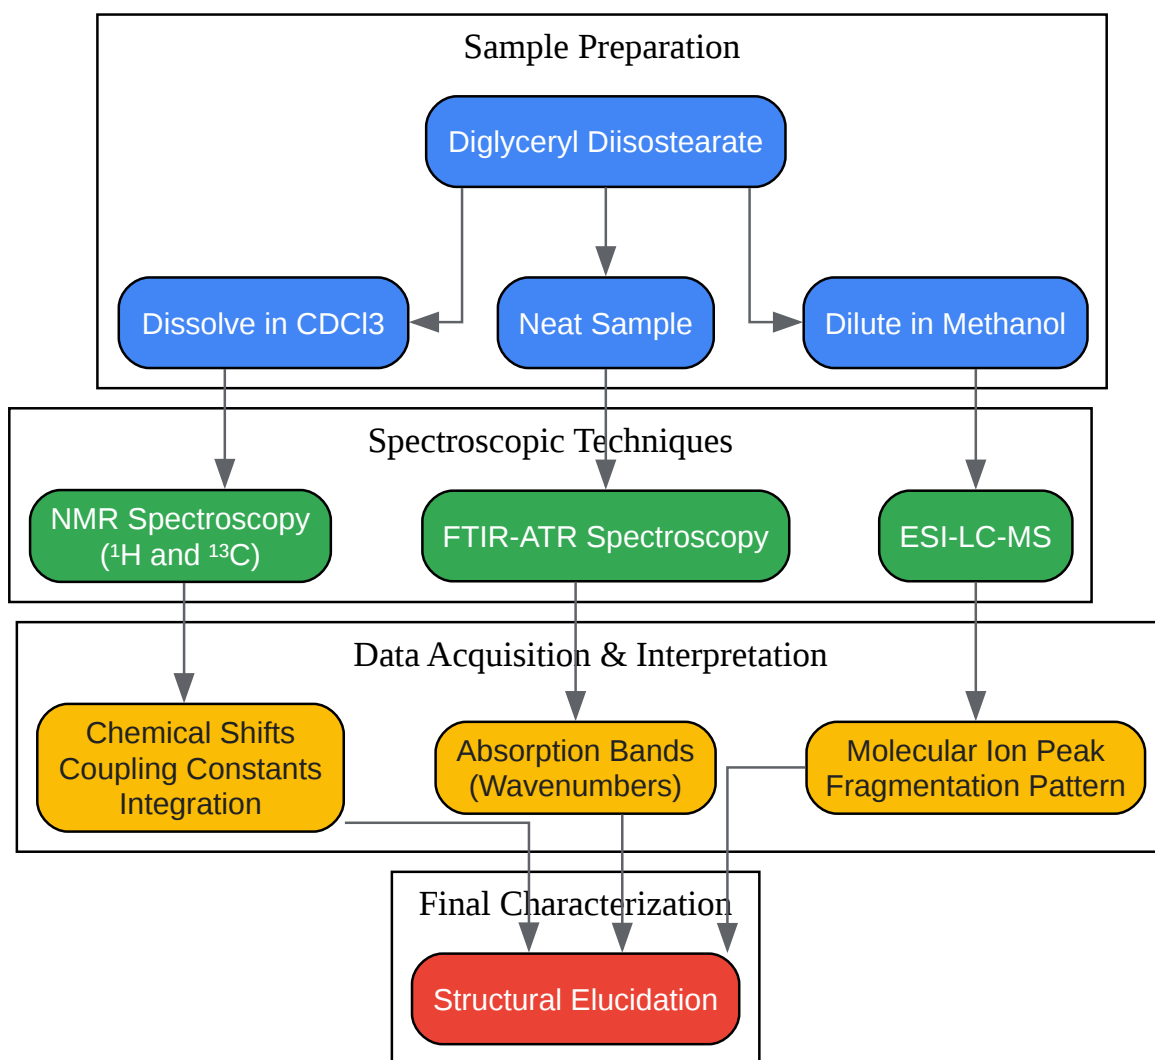 Sample Preparation
Diglyceryl Diisostearate
Dissolve in CDCl3
Neat Sample
Dilute in Methanol
Spectroscopic Techniques
NMR Spectroscopy
(¹H and ¹³C)
FTIR-ATR Spectroscopy
ESI-LC-MS
Data Acquisition & Interpretation
Chemical Shifts
Coupling Constants
Integration
Absorption Bands
(Wavenumbers)
Molecular Ion Peak
Fragmentation Pattern
Final Characterization
Structural Elucidation